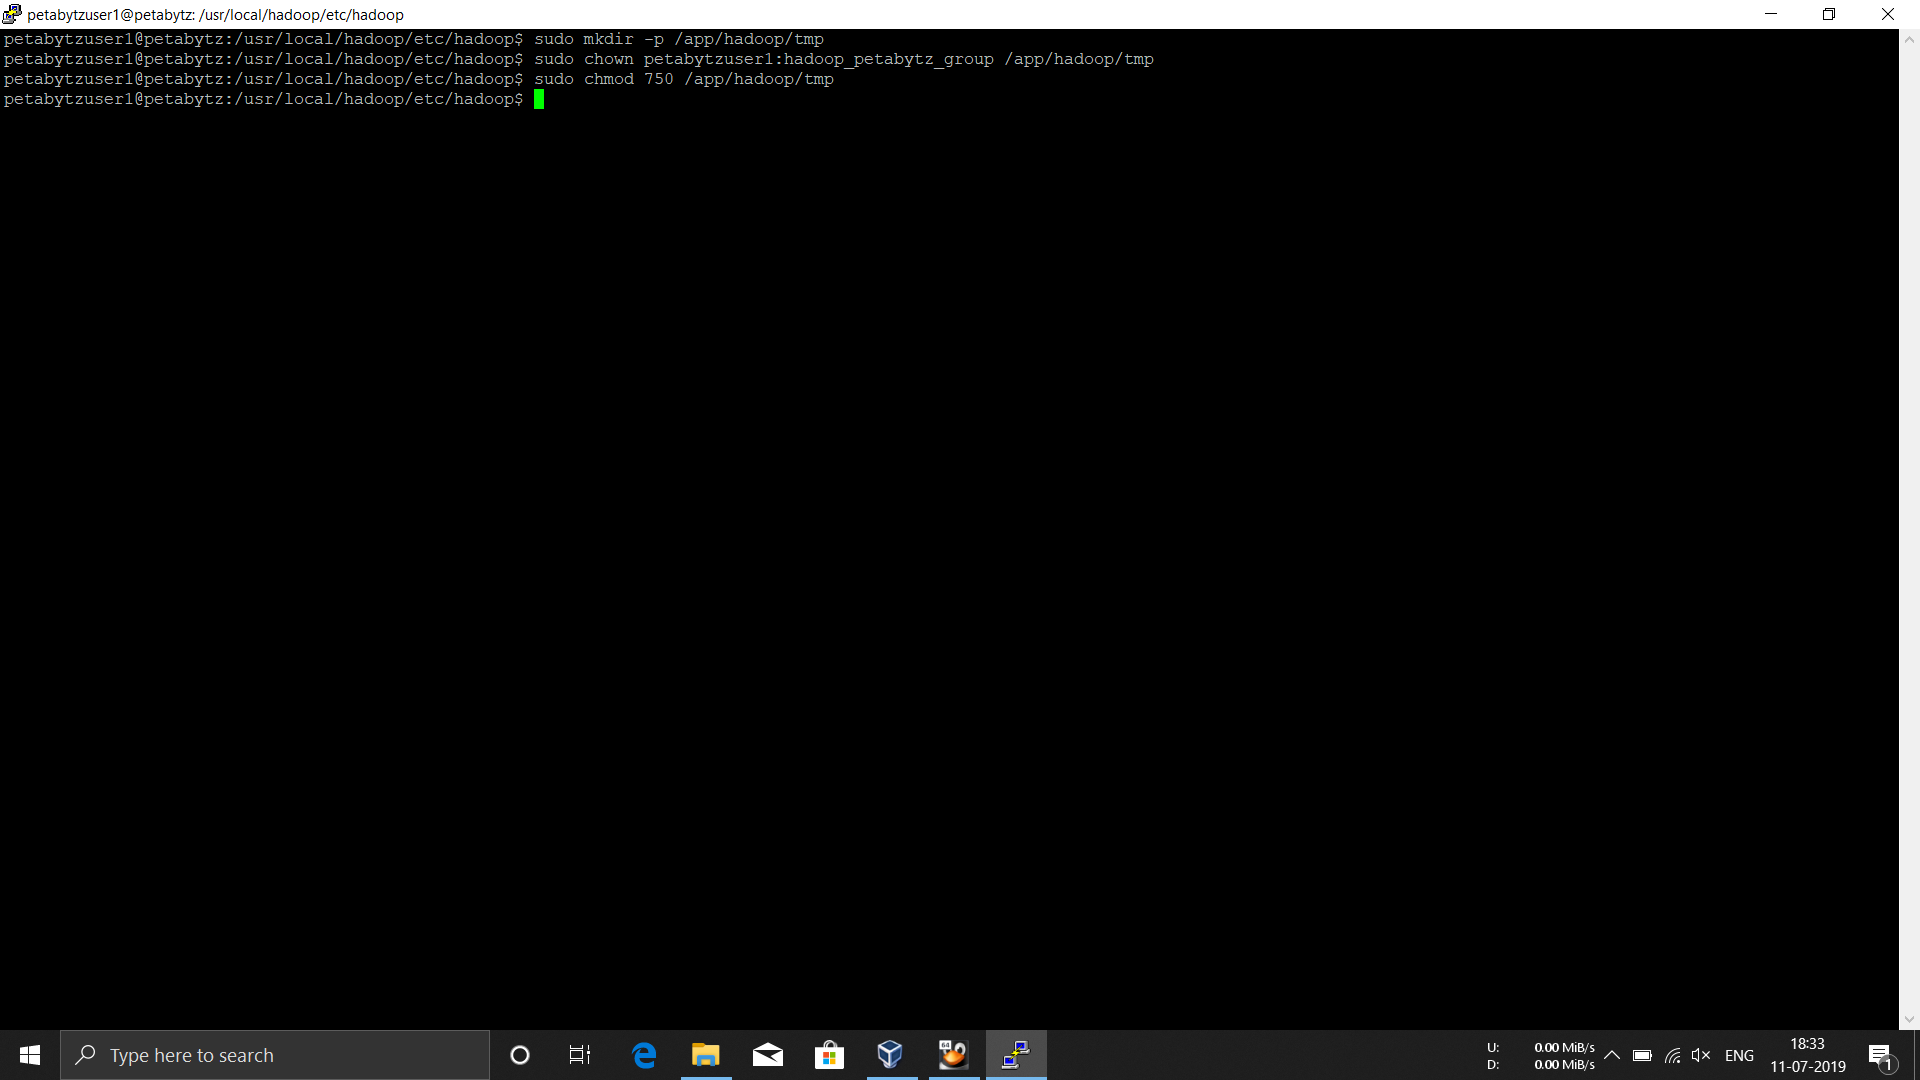 petabytzuser1@petabytz: /usr/local/hadoop/etc/hadoop
petabytzuser1@petabytz:/usr/local/hadoop/etc/hadoop$ sudo mkdir -p /app/hadoop/tmp
petabytzuser1@petabytz:/usr/local/hadoop/etc/hadoop$ sudo chown petabytzuser1:hadoop_petabytz_group /app/hadoop/tmp
petabytzuser1@petabytz:/usr/local/hadoop/etc/hadoop$ sudo chmod 750 /app/hadoop/tmp
petabytzuser1@petabytz:/usr/local/hadoop/etc/hadoop$
Type here to search
64
U: 0.00 MiB/s
D: 0.00 MiB/s
ENG
18:33
11-07-2019
1